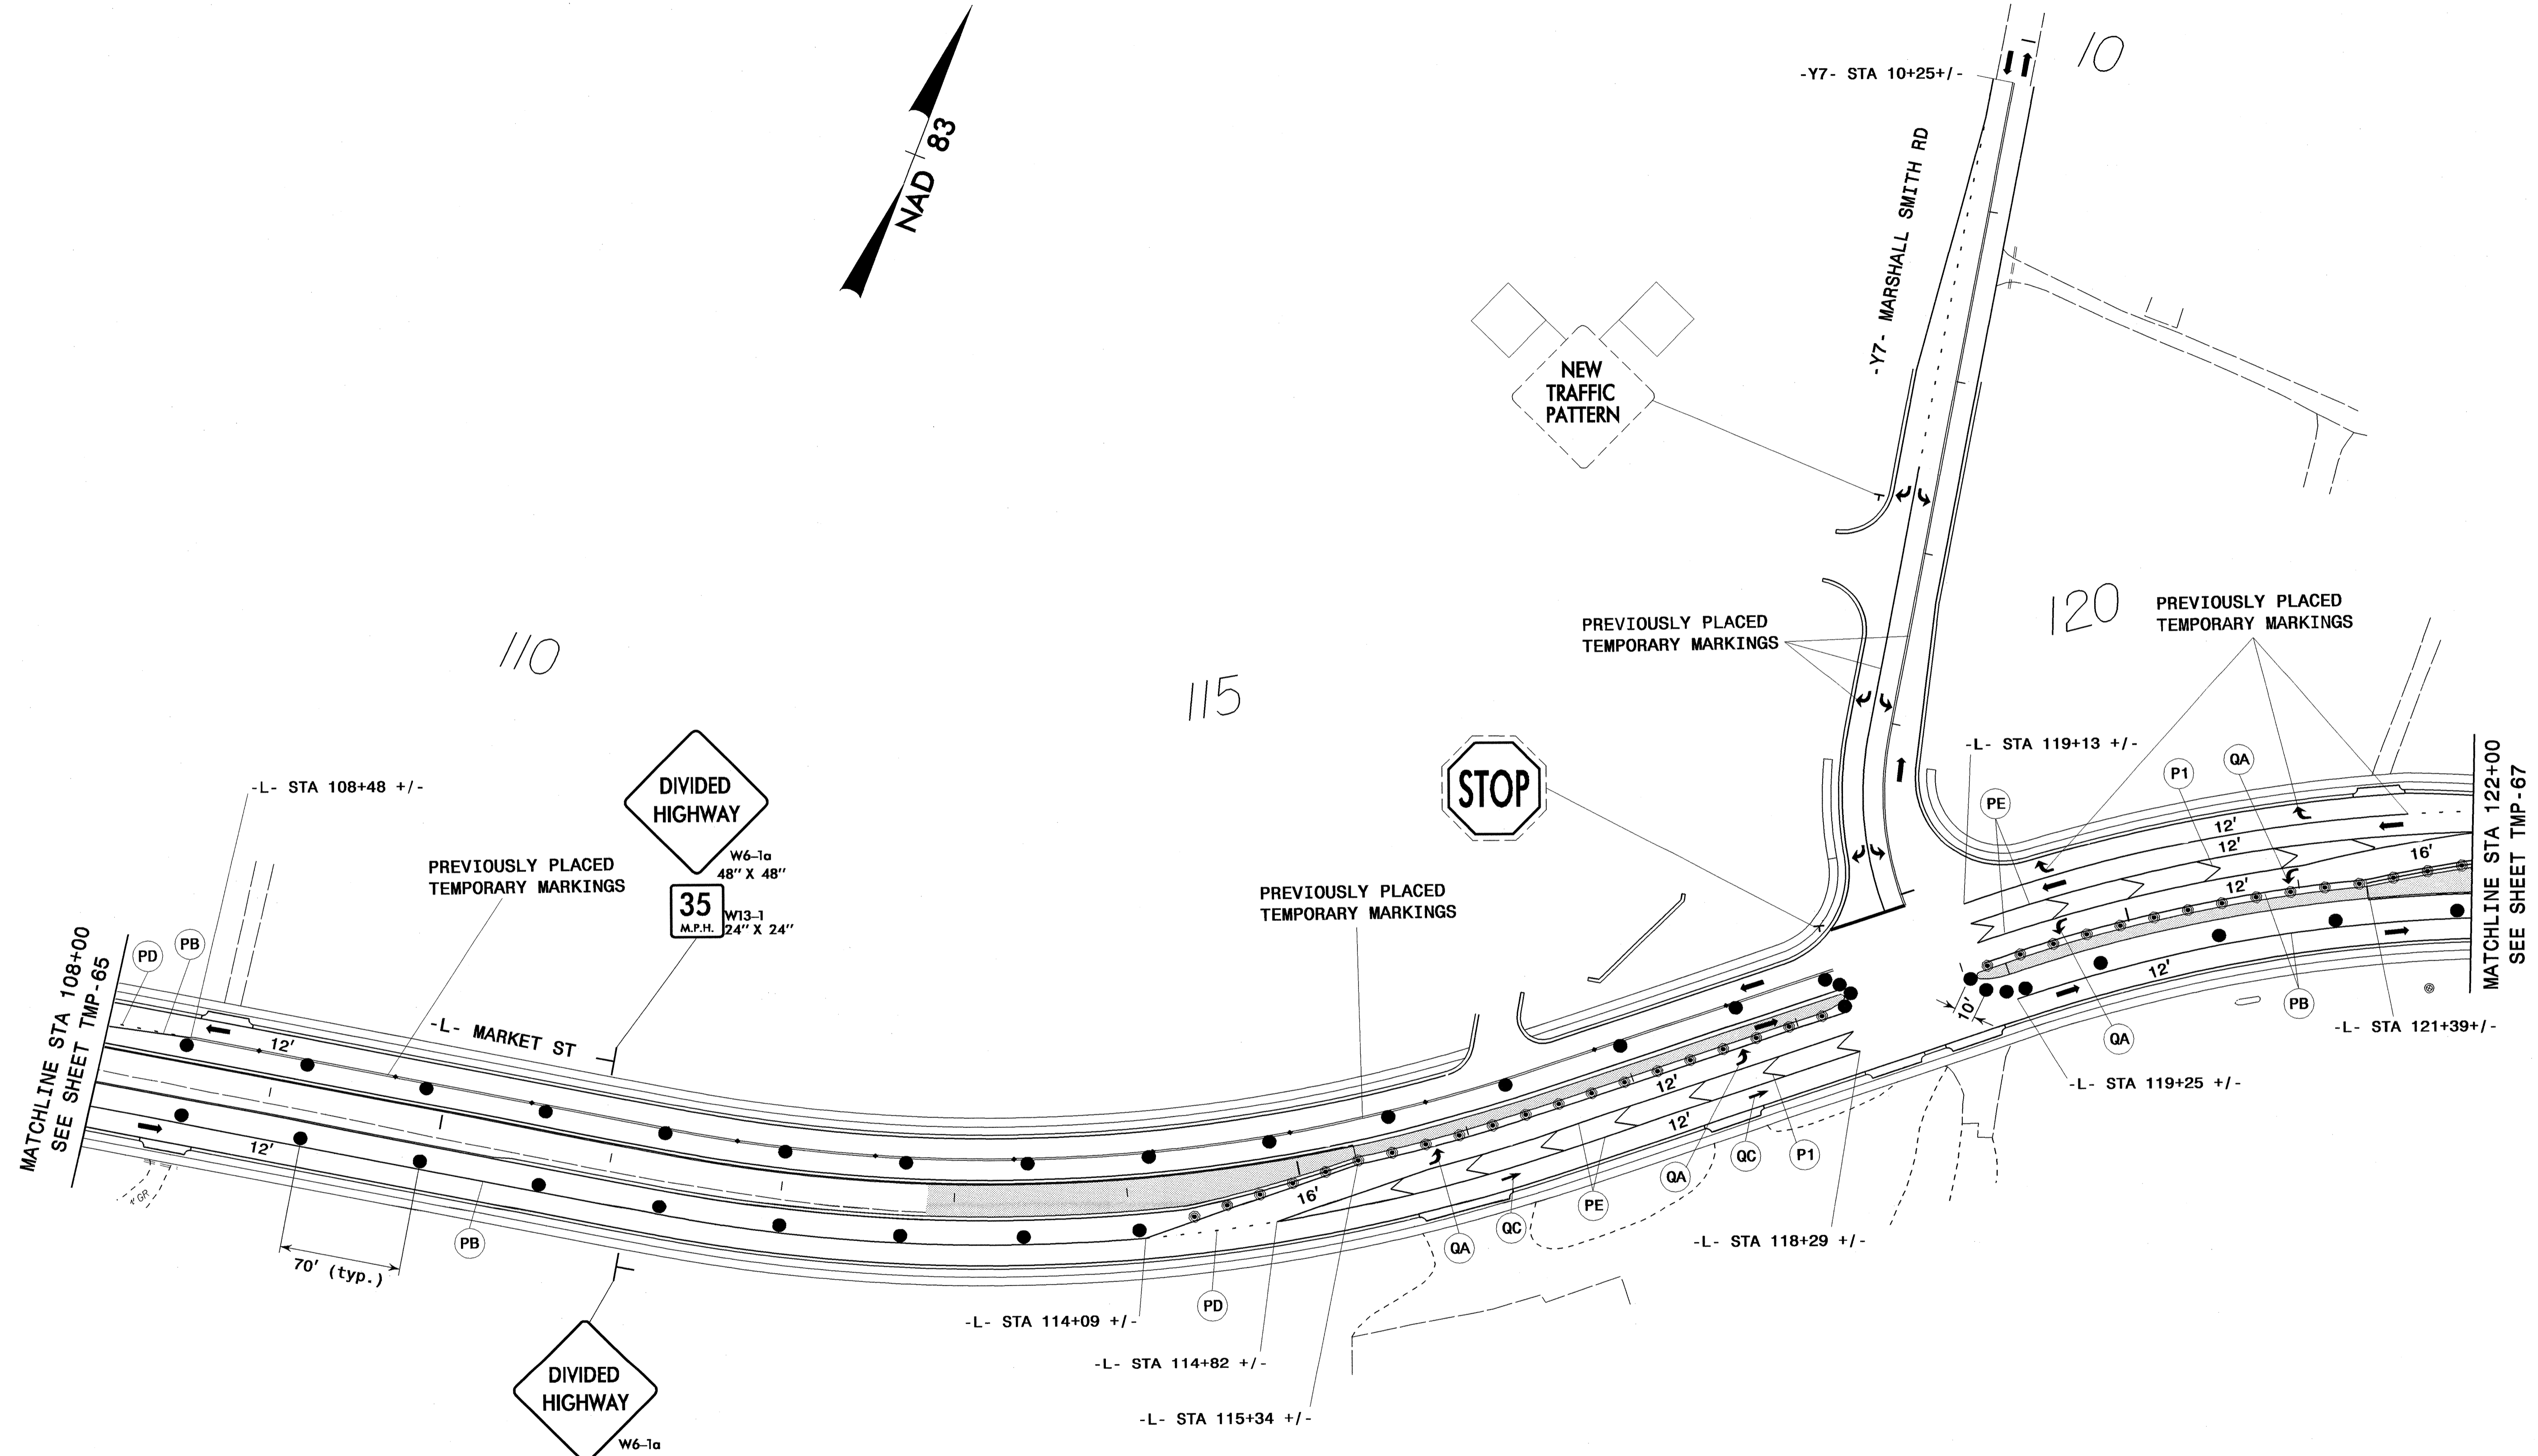 -Y7- STA 10+25+/-
10
NAD 83
-Y7- MARSHALL SMITH RD
NEW
TRAFFIC
PATTERN
PREVIOUSLY PLACED
TEMPORARY MARKINGS
120
PREVIOUSLY PLACED
TEMPORARY MARKINGS
110
115
-L- STA 119+13 +/-
P1
QA
PE
STOP
DIVIDED
HIGHWAY
W6-1a
48" X 48"
35
M.P.H.
W13-1
24" X 24"
-L- STA 108+48 +/-
PREVIOUSLY PLACED
TEMPORARY MARKINGS
PREVIOUSLY PLACED
TEMPORARY MARKINGS
MATCHLINE STA 108+00
SEE SHEET TMP-65
MATCHLINE STA 122+00
SEE SHEET TMP-67
PD
PB
-L- MARKET ST
12'
12'
12'
12'
16'
12'
12'
10'
PB
QA
-L- STA 121+39+/-
-L- STA 119+25 +/-
12'
12'
16'
12'
QC
P1
QA
PE
QC
QA
-L- STA 118+29 +/-
GR
PB
70' (typ.)
PD
-L- STA 114+09 +/-
-L- STA 114+82 +/-
-L- STA 115+34 +/-
DIVIDED
HIGHWAY
W6-1a